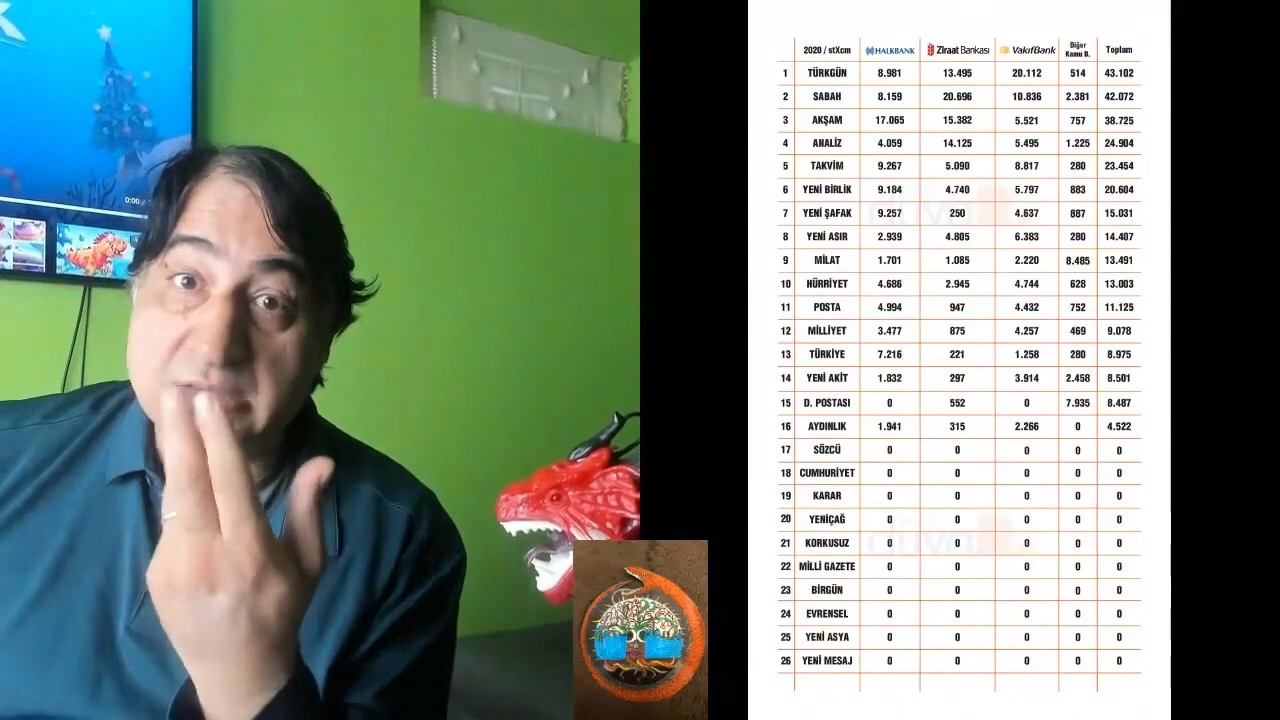 K
0:00 /
2020 / stXcm HALKBANK Ziraat Bankası VakıfBank Diğer Kamu B. Toplam
1 TÜRKGÜN 8.981 13.495 20.112 514 43.102
2 SABAH 8.159 20.696 10.836 2.381 42.072
3 AKŞAM 17.065 15.382 5.521 757 38.725
4 ANALİZ 4.059 14.125 5.495 1.225 24.904
5 TAKVİM 9.267 5.090 8.817 280 23.454
6 YENİ BİRLİK 9.184 4.740 5.797 883 20.604
7 YENİ ŞAFAK 9.257 250 4.637 887 15.031
8 YENİ ASIR 2.939 4.805 6.383 280 14.407
9 MİLAT 1.701 1.085 2.220 8.485 13.491
10 HÜRRİYET 4.686 2.945 4.744 628 13.003
11 POSTA 4.994 947 4.432 752 11.125
12 MİLLİYET 3.477 875 4.257 469 9.078
13 TÜRKİYE 7.216 221 1.258 280 8.975
14 YENİ AKİT 1.832 297 3.914 2.458 8.501
15 D. POSTASI 0 552 0 7.935 8.487
16 AYDINLIK 1.941 315 2.266 0 4.522
17 SÖZCÜ 0 0 0 0 0
18 CUMHURİYET 0 0 0 0 0
19 KARAR 0 0 0 0 0
20 YENİÇAĞ 0 0 0 0 0
21 KORKUSUZ 0 0 0 0 0
22 MİLLİ GAZETE 0 0 0 0 0
23 BİRGÜN 0 0 0 0 0
24 EVRENSEL 0 0 0 0 0
25 YENİ ASYA 0 0 0 0 0
26 YENİ MESAJ 0 0 0 0 0